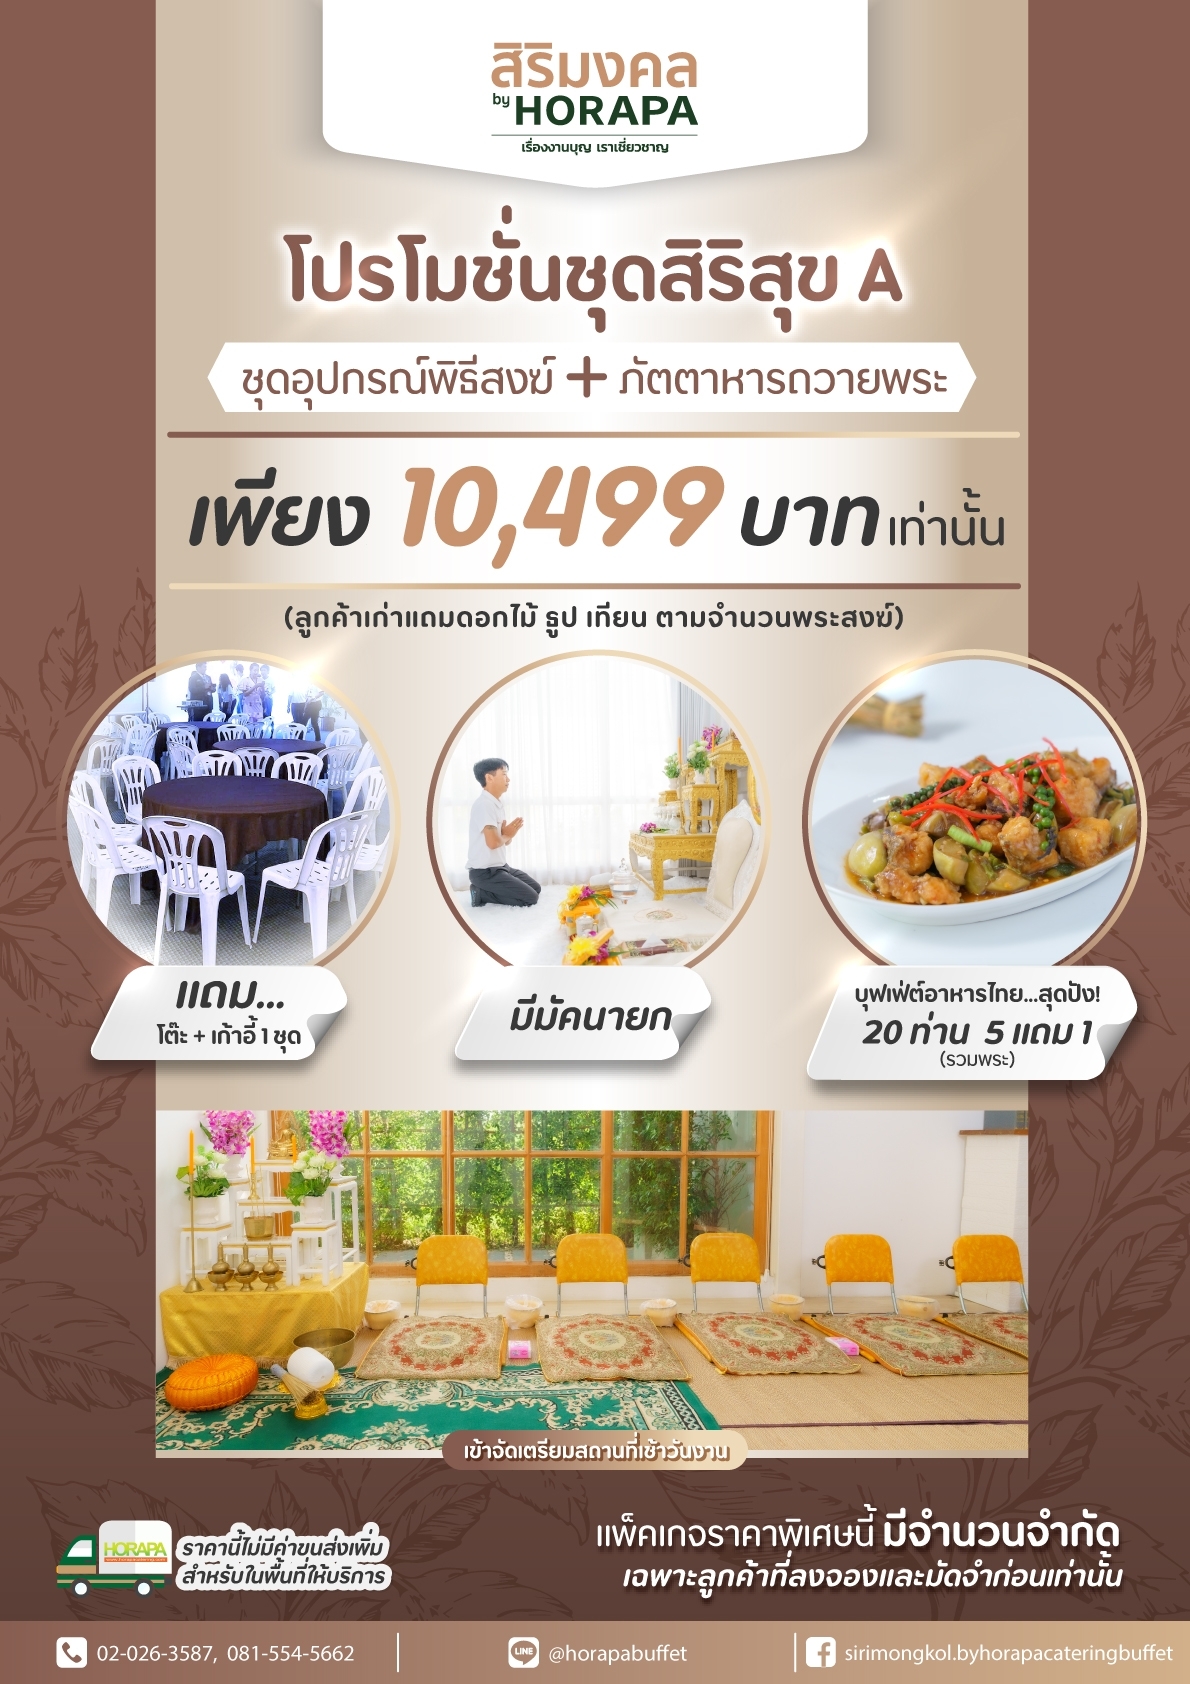 สิริมงคล
by HORAPA
เรื่องงานบุญ เราเชี่ยวชาญ
โปรโมชั่นชุดสิริสุข A
ชุดอุปกรณ์พิธีสงฆ์ + ภัตตาหารถวายพระ
เพียง 10,499 บาท เท่านั้น
(ลูกค้าเก่าแถมดอกไม้ ธูป เทียน ตามจำนวนพระสงฆ์)
แถม...
โต๊ะ + เก้าอี้ 1 ชุด
มีมัคนายก
บุฟเฟ่ต์อาหารไทย...สุดปัง!
20 ท่าน 5 แถม 1
(รวมพระ)
เข้าจัดเตรียมสถานที่เช้าวันงาน
HORAPA
ราคานี้ไม่มีค่าขนส่งเพิ่ม
สำหรับในพื้นที่ให้บริการ
แพ็คเกจราคาพิเศษนี้ มีจำนวนจำกัด
เฉพาะลูกค้าที่ลงจองและมัดจำก่อนเท่านั้น
02-026-3587, 081-554-5662
LINE @horapabuffet
sirimongkol.byhorapacateringbuffet